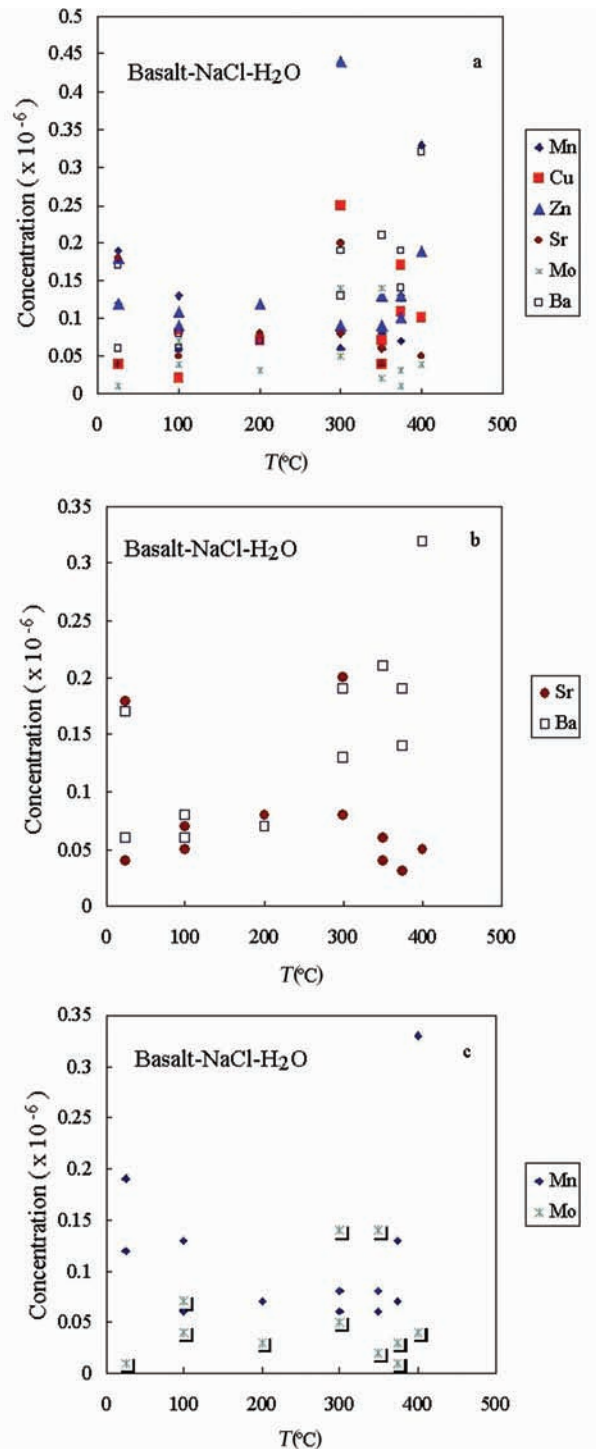 0.5
Basalt-NaCl-H2O
a
0.45
0.4
0.35
0.3
0.25
0.2
0.15
0.1
0.05
0
Concentration ( x 10 -6 )
0 100 200 300 400 500
T(°C)
Mn
Cu
Zn
Sr
Mo
Ba
0.35
Basalt-NaCl-H2O
b
0.3
0.25
0.2
0.15
0.1
0.05
0
Concentration ( x 10 -6 )
0 100 200 300 400 500
T(°C)
Sr
Ba
0.35
Basalt-NaCl-H2O
c
0.3
0.25
0.2
0.15
0.1
0.05
0
Concentration ( x 10 -6 )
0 100 200 300 400 500
T(°C)
Mn
Mo